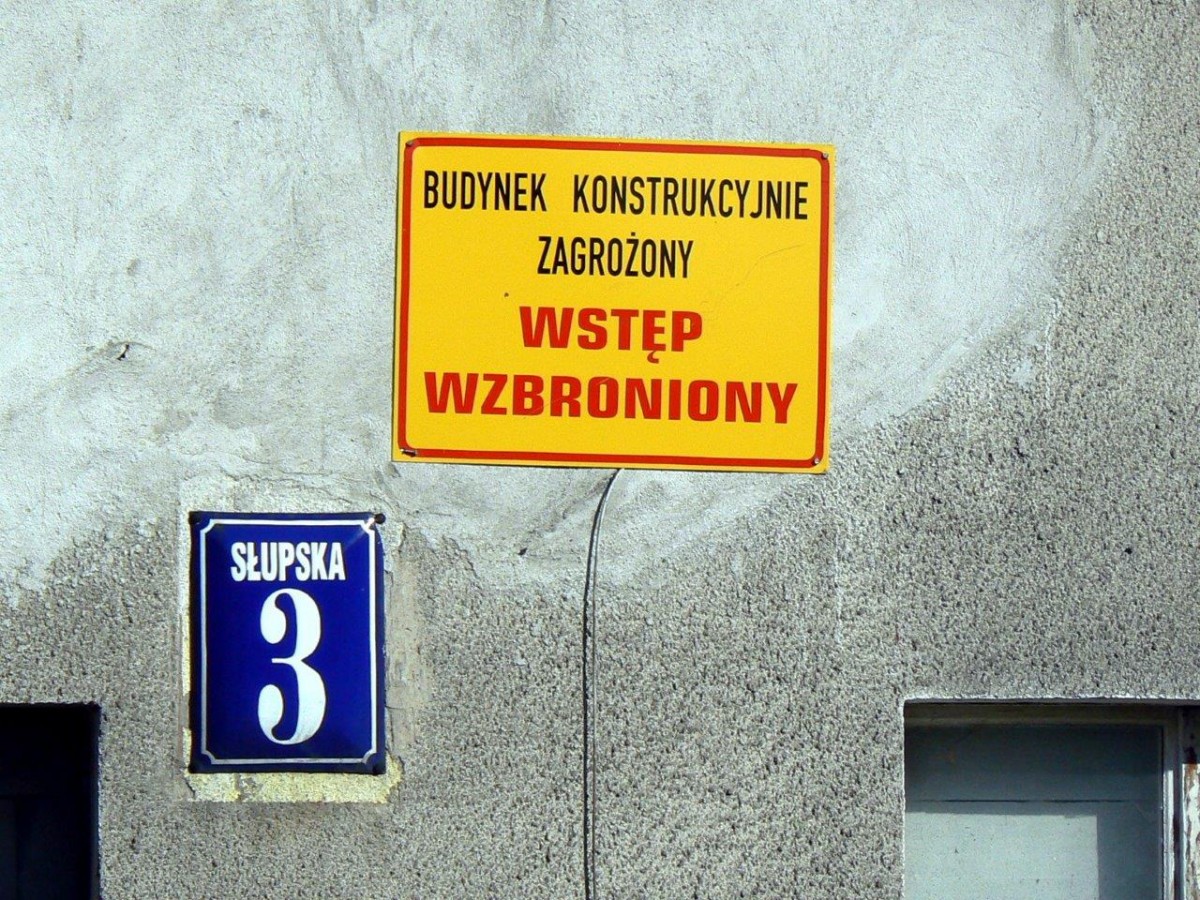 BUDYNEK KONSTRUKCYJNIE
ZAGROŻONY
WSTĘP
WZBRONIONY
SŁUPSKA
3